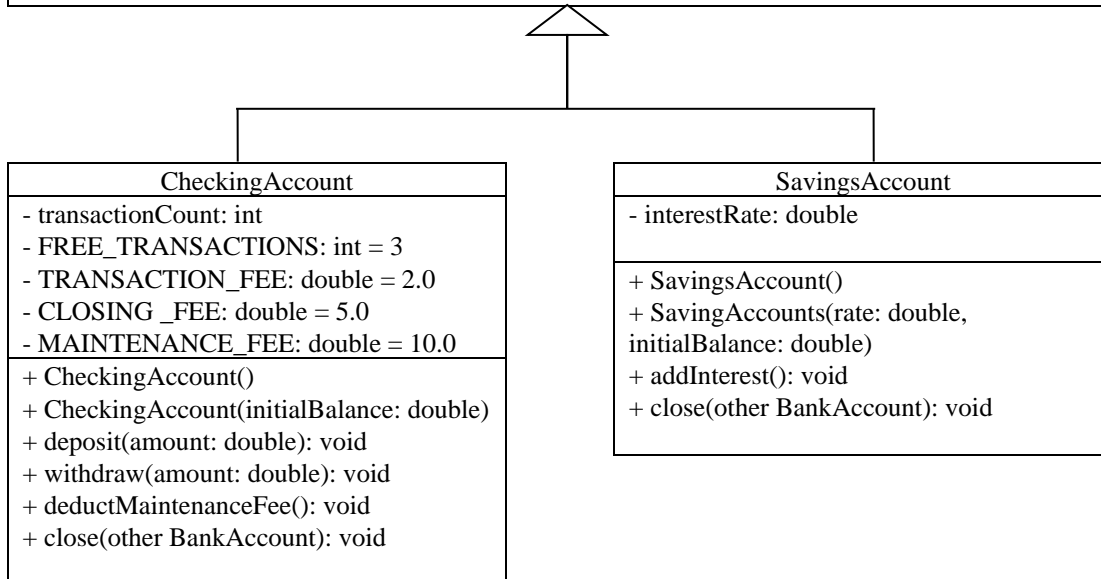 CheckingAccount
- transactionCount: int
- FREE_TRANSACTIONS: int = 3
- TRANSACTION_FEE: double = 2.0
- CLOSING _FEE: double = 5.0
- MAINTENANCE_FEE: double = 10.0
+ CheckingAccount()
+ CheckingAccount(initialBalance: double)
+ deposit(amount: double): void
+ withdraw(amount: double): void
+ deductMaintenanceFee(): void
+ close(other BankAccount): void
SavingsAccount
- interestRate: double
+ SavingsAccount()
+ SavingAccounts(rate: double,
initialBalance: double)
+ addInterest(): void
+ close(other BankAccount): void